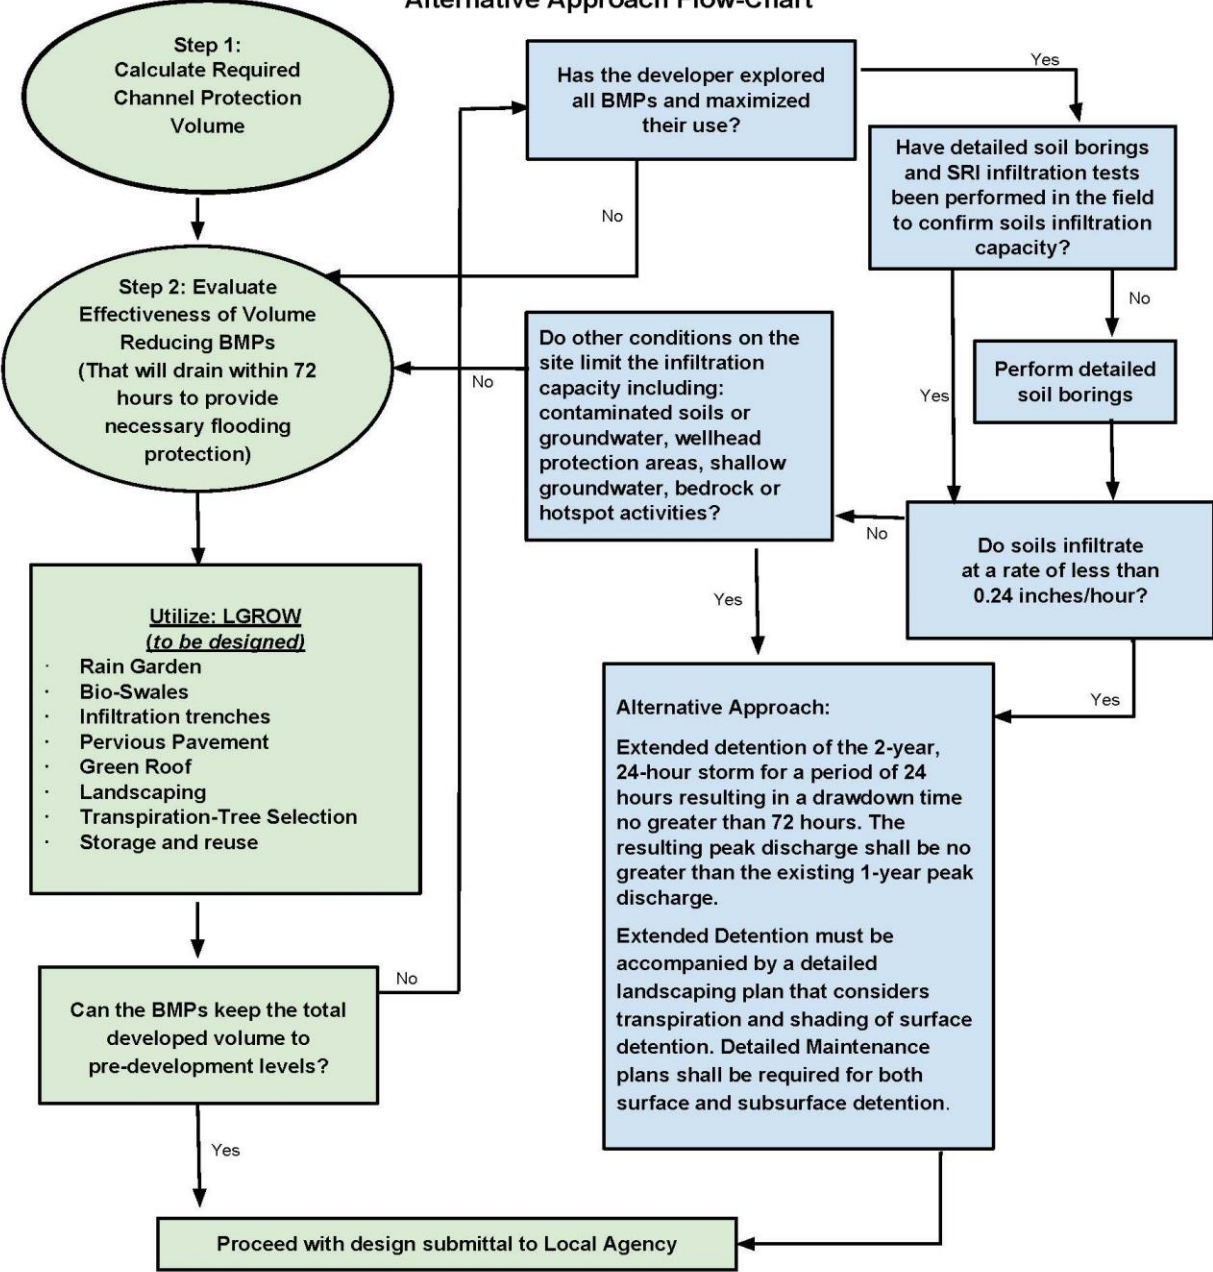 Alternative Approach Flow-Chart
Step 1:
Calculate Required
Channel Protection
Volume
Step 2: Evaluate
Effectiveness of Volume
Reducing BMPs
(That will drain within 72
hours to provide
necessary flooding
protection)
Utilize: LGROW
(to be designed)
· Rain Garden
· Bio-Swales
· Infiltration trenches
· Pervious Pavement
· Green Roof
· Landscaping
· Transpiration-Tree Selection
· Storage and reuse
Can the BMPs keep the total
developed volume to
pre-development levels?
No
Yes
Has the developer explored
all BMPs and maximized
their use?
Yes
No
Have detailed soil borings
and SRI infiltration tests
been performed in the field
to confirm soils infiltration
capacity?
No
Yes
Perform detailed
soil borings
Do soils infiltrate
at a rate of less than
0.24 inches/hour?
No
Yes
Do other conditions on the
site limit the infiltration
capacity including:
contaminated soils or
groundwater, wellhead
protection areas, shallow
groundwater, bedrock or
hotspot activities?
No
Yes
Alternative Approach:
Extended detention of the 2-year,
24-hour storm for a period of 24
hours resulting in a drawdown time
no greater than 72 hours. The
resulting peak discharge shall be no
greater than the existing 1-year peak
discharge.
Extended Detention must be
accompanied by a detailed
landscaping plan that considers
transpiration and shading of surface
detention. Detailed Maintenance
plans shall be required for both
surface and subsurface detention.
Proceed with design submittal to Local Agency